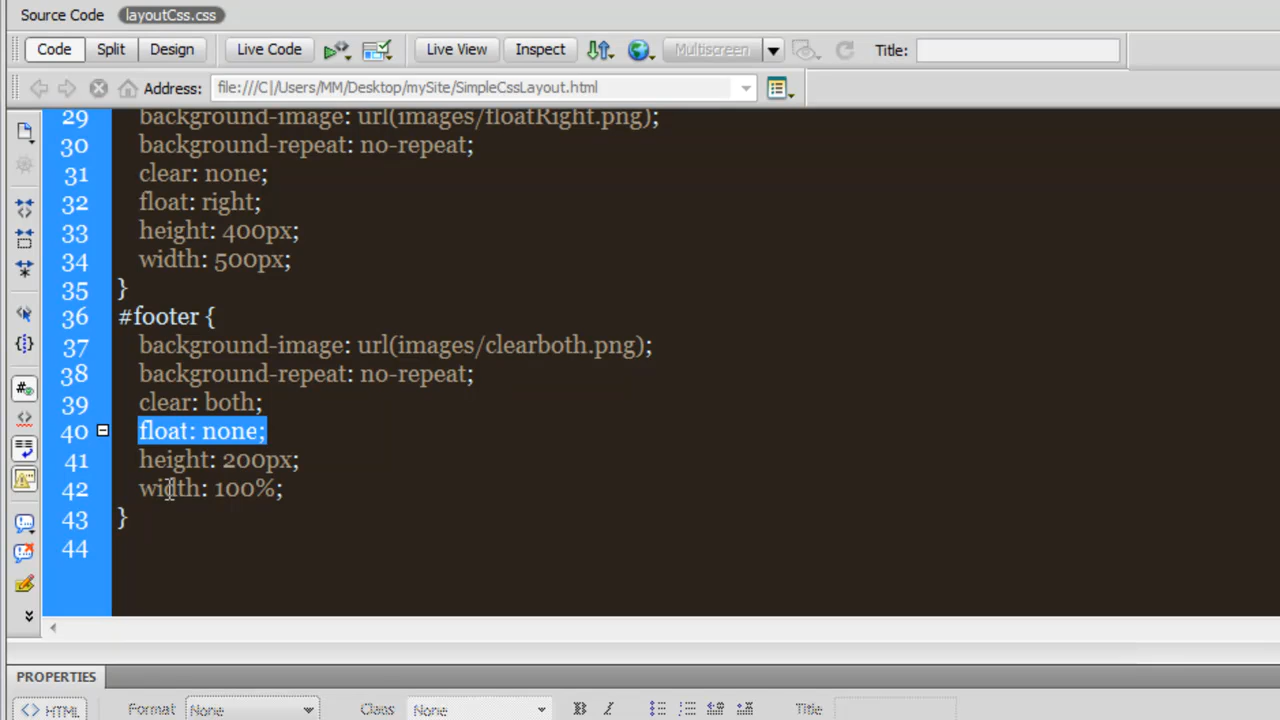 Source Code layoutCss.css
Code Split Design Live Code Live View Inspect Multiscreen Title:
Address: file:///C|/Users/MM/Desktop/mySite/SimpleCssLayout.html
29 background-image: url(images/floatRight.png);
30 background-repeat: no-repeat;
31 clear: none;
32 float: right;
33 height: 400px;
34 width: 500px;
35 }
36 #footer {
37 background-image: url(images/clearboth.png);
38 background-repeat: no-repeat;
39 clear: both;
40 float: none;
41 height: 200px;
42 width: 100%;
43 }
44
PROPERTIES
<> HTML Format None Class None B I Title